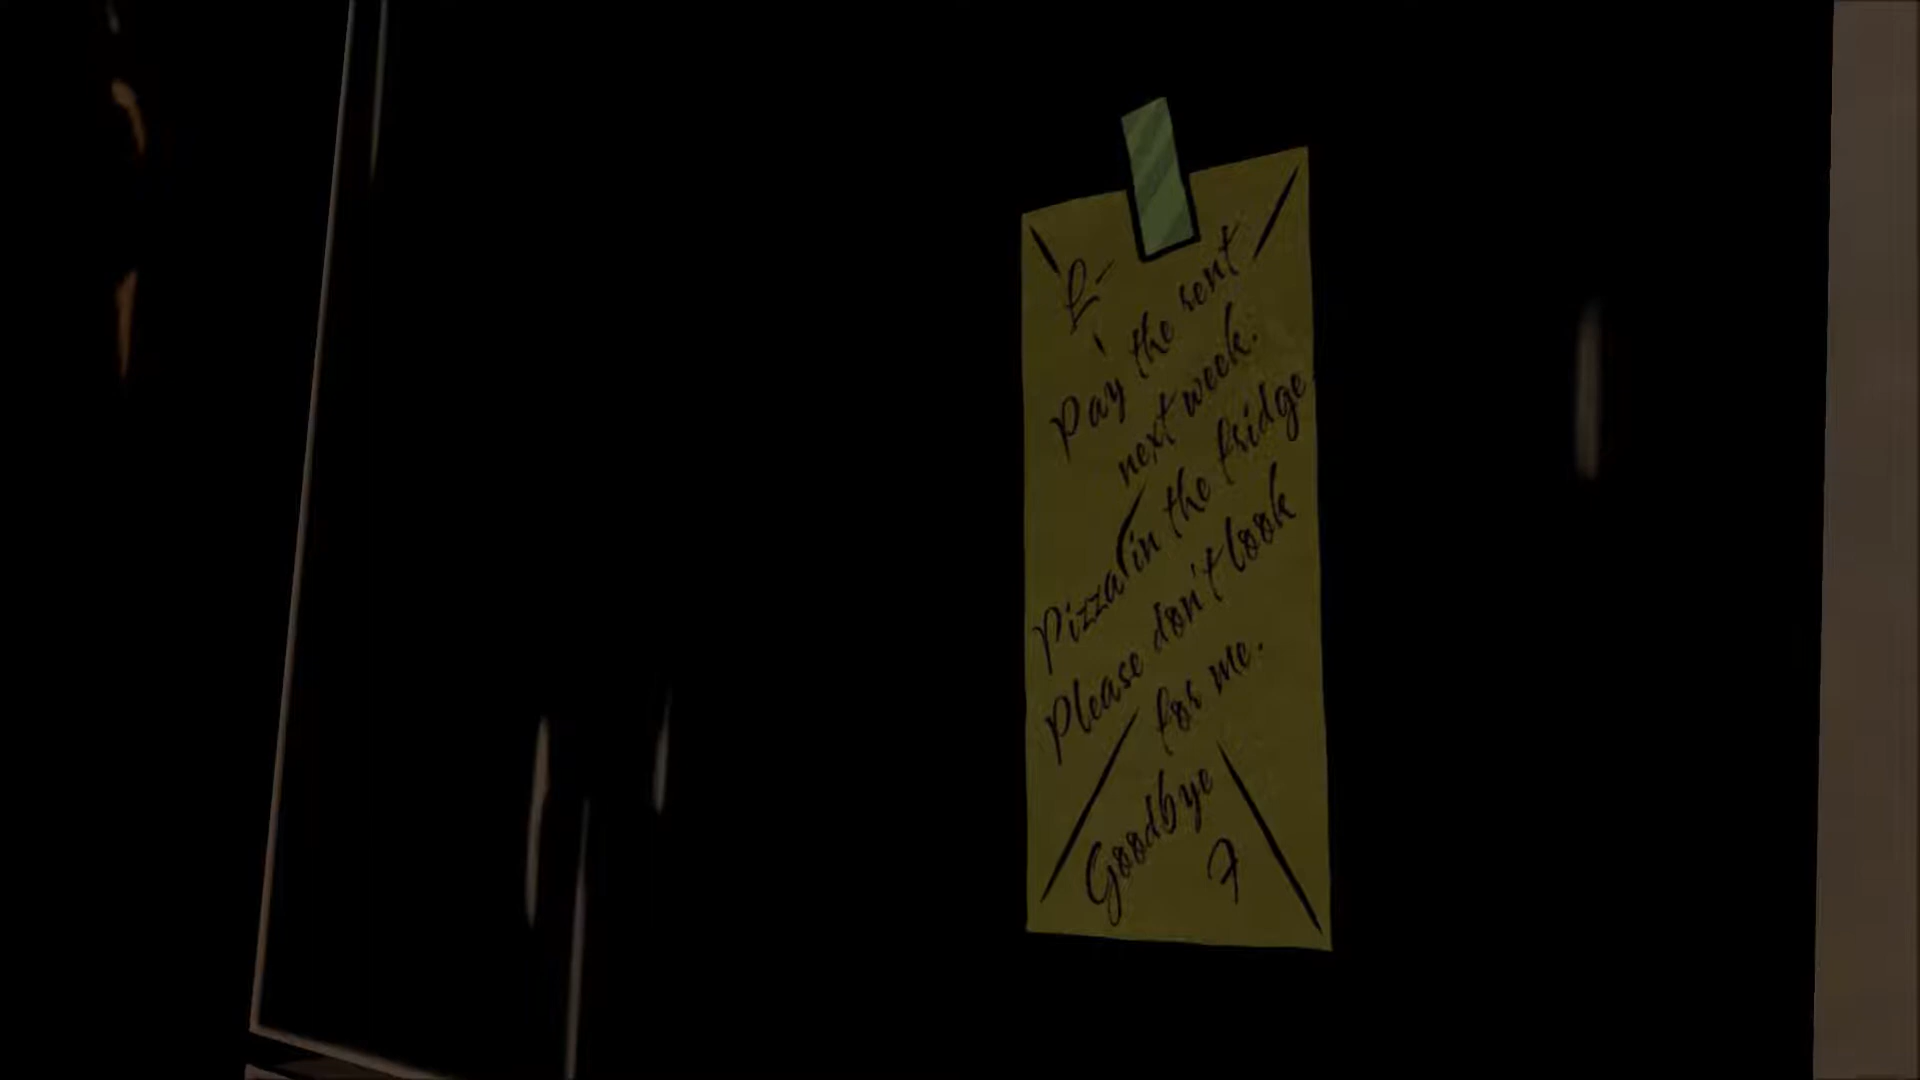 E-
Pay the rent
next week.
Pizza in the fridge
Please don't look
for me.
Goodbye
F